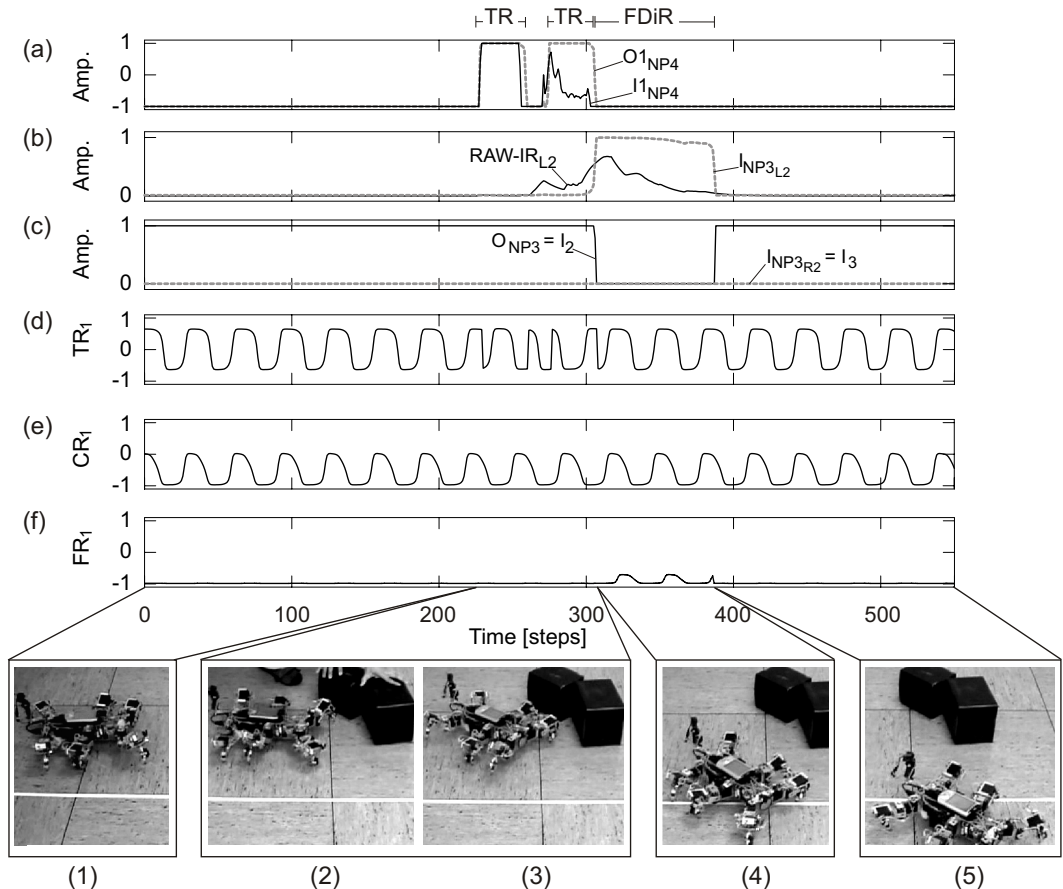 TR TR FDiR
(a) Amp. 1 0 -1 O1NP4 I1NP4
(b) Amp. 1 0 RAW-IRL2 INP3L2
(c) Amp. 1 0 ONP3 = I2 INP3R2 = I3
(d) TR1 1 0 -1
(e) CR1 1 0 -1
(f) FR1 1 0 -1
0 100 200 300 400 500
Time [steps]
(1) (2) (3) (4) (5)